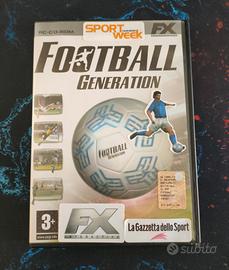 PC-CD-ROM
SPORT
week
FX
FOOTBALL
GENERATION
FOOTBALL
GENERATION
3+
FX
INTERACTIVE
La Gazzetta dello Sport
subito